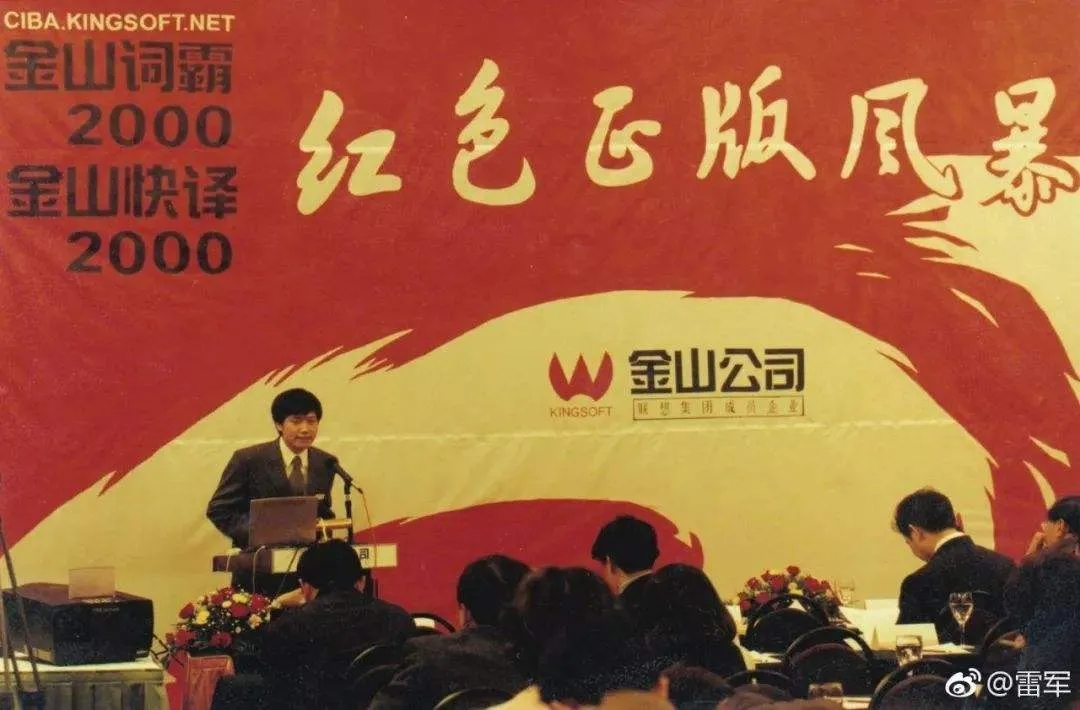 CIBA.KINGSOFT.NET
金山词霸
2000
金山快译
2000
红色正版风暴
KINGSOFT
金山公司
联想集团成员企业
司
@雷军